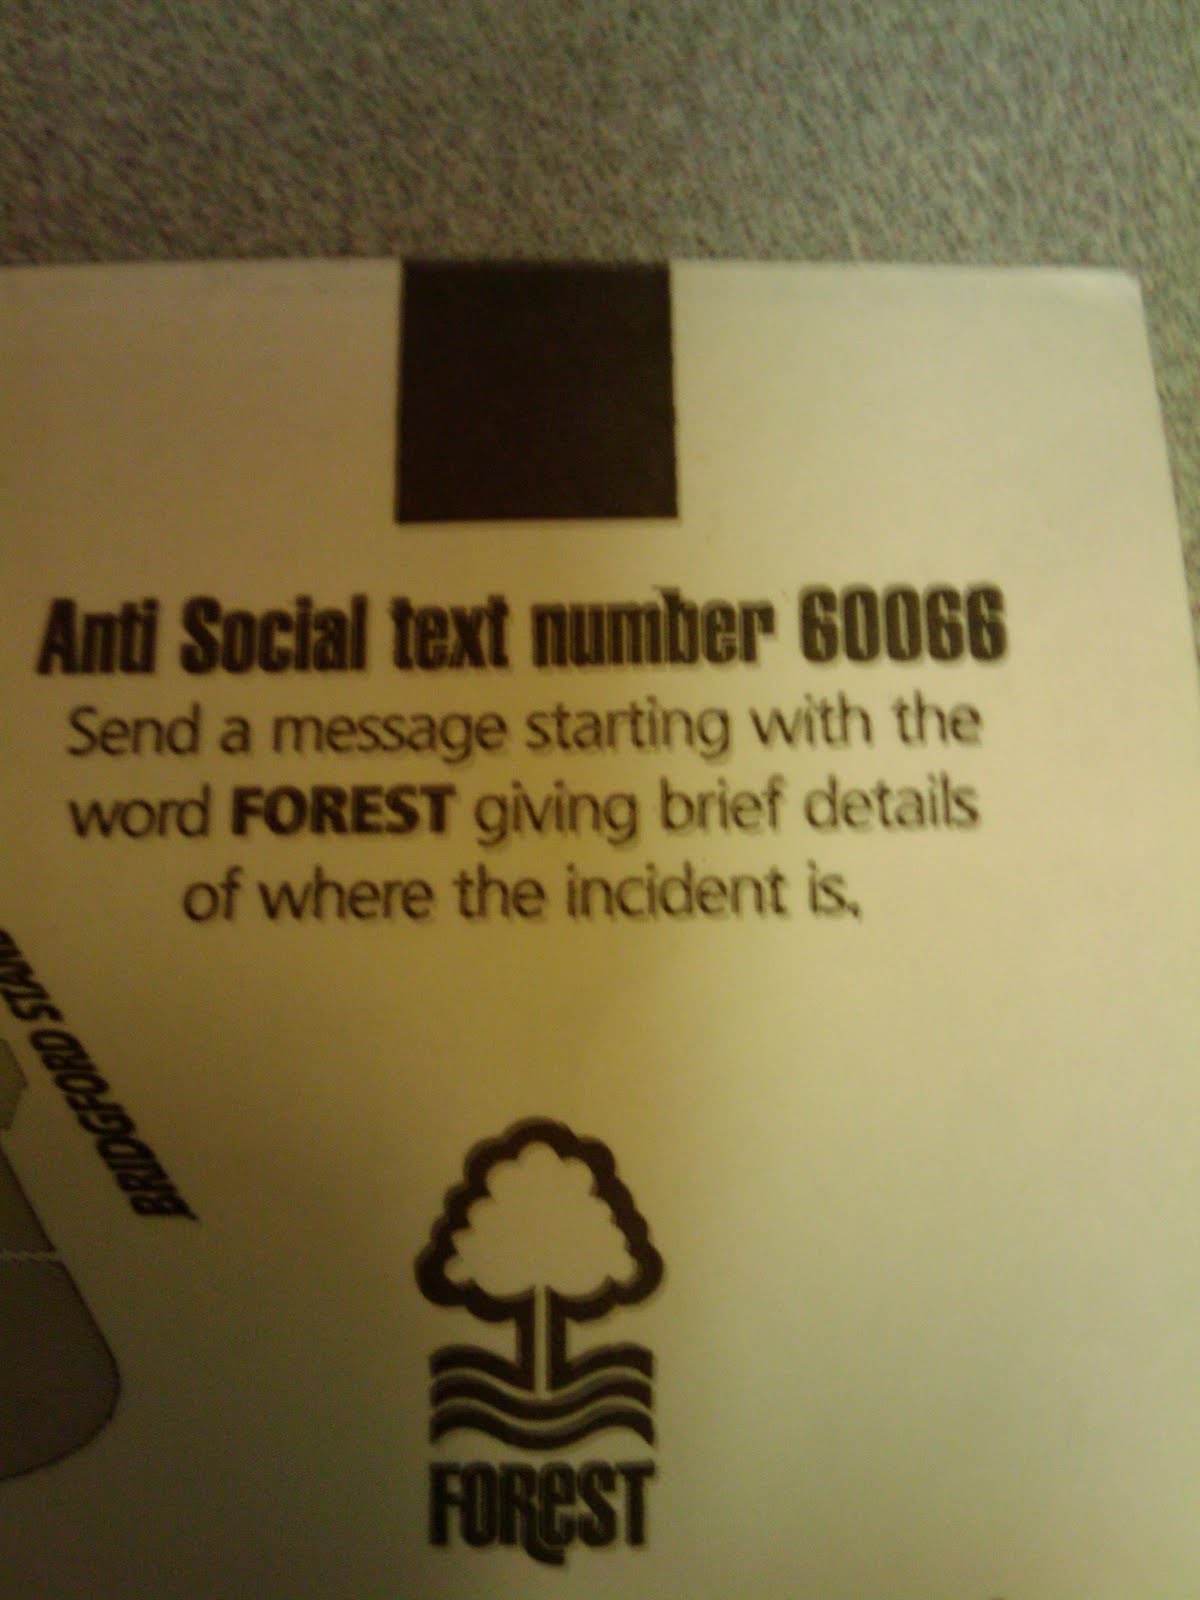 Anti Social text number 60066
Send a message starting with the
word FOREST giving brief details
of where the incident is.
BRIDGFORD
FOREST